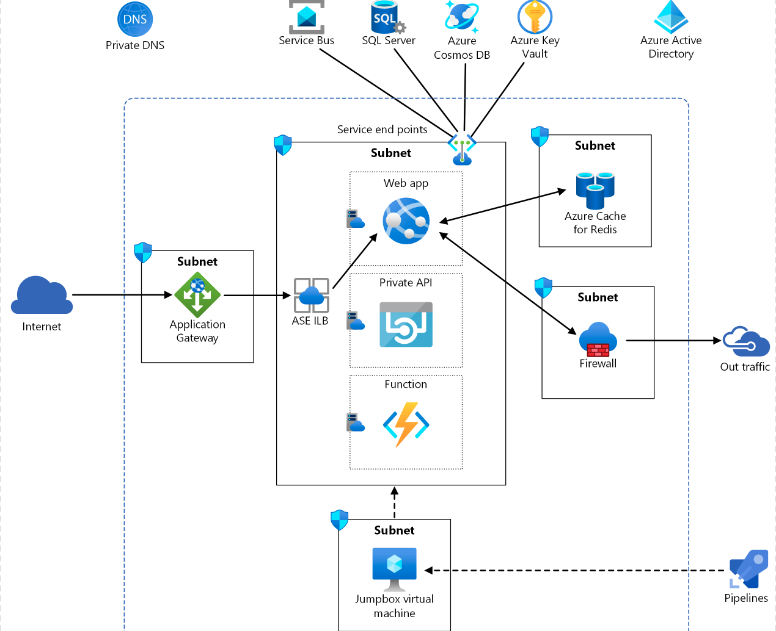 DNS
Private DNS
Service Bus
SQL
SQL Server
Azure
Cosmos DB
Azure Key
Vault
Azure Active
Directory
Service end points
Subnet
Web app
Subnet
Azure Cache
for Redis
Subnet
Application
Gateway
Internet
ASE ILB
Private API
Subnet
Firewall
Out traffic
Function
Subnet
Jumpbox virtual
machine
Pipelines